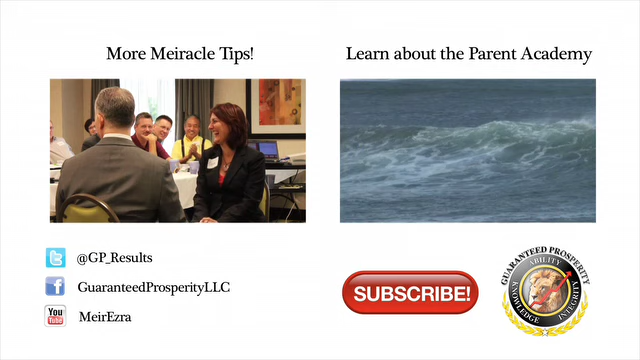 More Meiracle Tips!
Learn about the Parent Academy
@GP_Results
GuaranteedProsperityLLC
You
Tube
MeirEzra
SUBSCRIBE!
GUARANTEED PROSPERITY
ABILITY
KNOWLEDGE
INTEGRITY